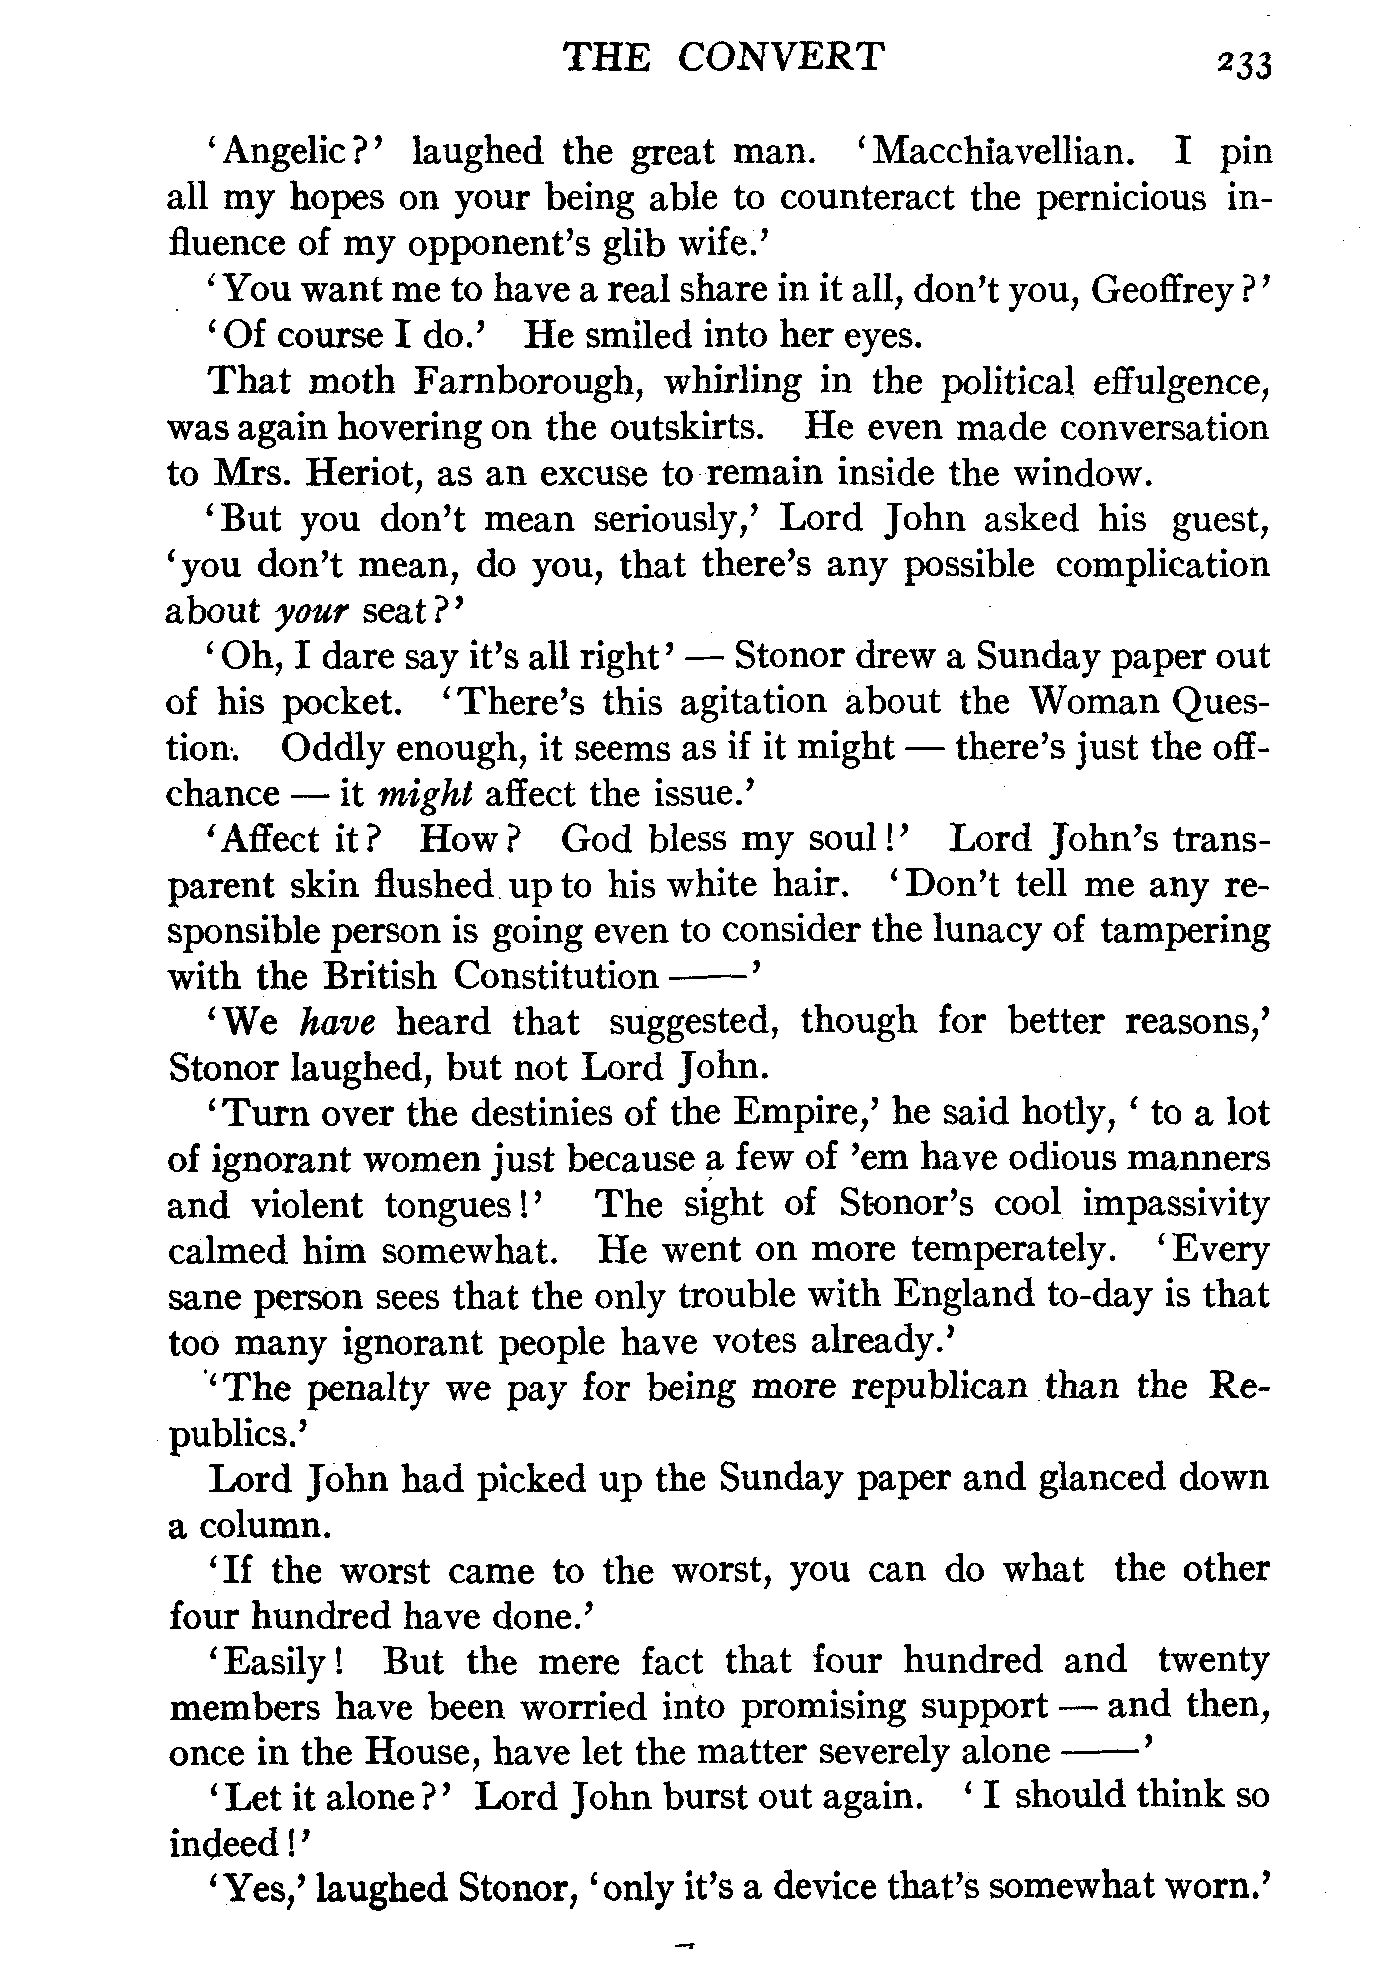 THE CONVERT 233
‘Angelic?’ laughed the great man. ‘Macchiavellian. I pin
all my hopes on your being able to counteract the pernicious in-
fluence of my opponent’s glib wife.’
‘You want me to have a real share in it all, don’t you, Geoffrey?’
‘Of course I do.’ He smiled into her eyes.
That moth Farnborough, whirling in the political effulgence,
was again hovering on the outskirts. He even made conversation
to Mrs. Heriot, as an excuse to remain inside the window.
‘But you don’t mean seriously,’ Lord John asked his guest,
‘you don’t mean, do you, that there’s any possible complication
about your seat?’
‘Oh, I dare say it’s all right’ — Stonor drew a Sunday paper out
of his pocket. ‘There’s this agitation about the Woman Ques-
tion. Oddly enough, it seems as if it might — there’s just the off-
chance — it might affect the issue.’
‘Affect it? How? God bless my soul!’ Lord John’s trans-
parent skin flushed up to his white hair. ‘Don’t tell me any re-
sponsible person is going even to consider the lunacy of tampering
with the British Constitution ——’
‘We have heard that suggested, though for better reasons,’
Stonor laughed, but not Lord John.
‘Turn over the destinies of the Empire,’ he said hotly, ‘ to a lot
of ignorant women just because a few of ’em have odious manners
and violent tongues!’ The sight of Stonor’s cool impassivity
calmed him somewhat. He went on more temperately. ‘Every
sane person sees that the only trouble with England to-day is that
too many ignorant people have votes already.’
‘The penalty we pay for being more republican than the Re-
publics.’
Lord John had picked up the Sunday paper and glanced down
a column.
‘If the worst came to the worst, you can do what the other
four hundred have done.’
‘Easily! But the mere fact that four hundred and twenty
members have been worried into promising support — and then,
once in the House, have let the matter severely alone ——’
‘Let it alone?’ Lord John burst out again. ‘ I should think so
indeed!’
‘Yes,’ laughed Stonor, ‘only it’s a device that’s somewhat worn.’